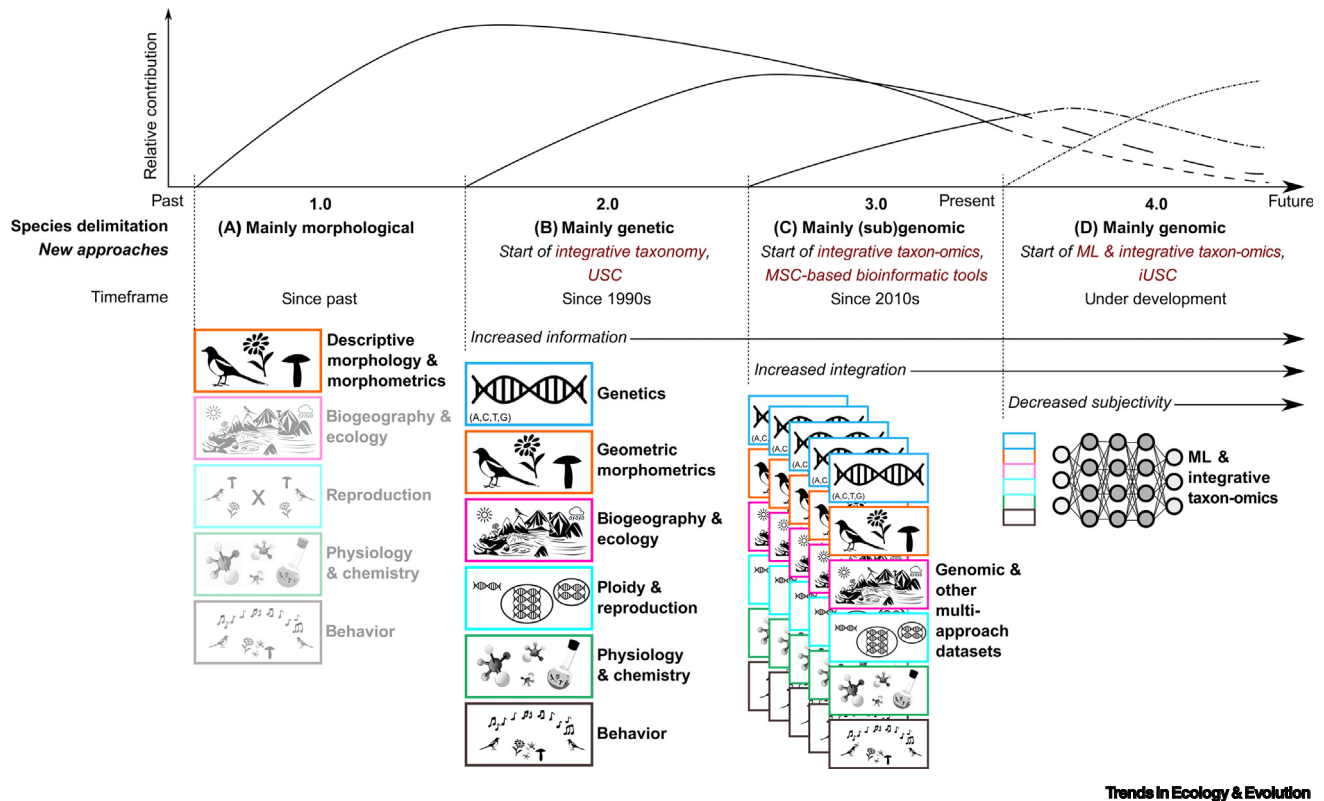 Relative contribution
Past
1.0
2.0
3.0
Present
4.0
Future
Species delimitation
(A) Mainly morphological
(B) Mainly genetic
(C) Mainly (sub)genomic
(D) Mainly genomic
New approaches
Start of integrative taxonomy,
USC
Start of integrative taxon-omics,
MSC-based bioinformatic tools
Start of ML & integrative taxon-omics,
iUSC
Timeframe
Since past
Since 1990s
Since 2010s
Under development
Increased information
Increased integration
Decreased subjectivity
Descriptive
morphology &
morphometrics
Biogeography &
ecology
Reproduction
X
Physiology
& chemistry
Behavior
(A,C,T,G)
Genetics
Geometric
morphometrics
Biogeography &
ecology
Ploidy &
reproduction
Physiology
& chemistry
Behavior
(A,C
(A,C
(A,C
(A,C
(A,C,T,G)
Genomic &
other
multi-
approach
datasets
ML &
integrative
taxon-omics
Trends in Ecology & Evolution